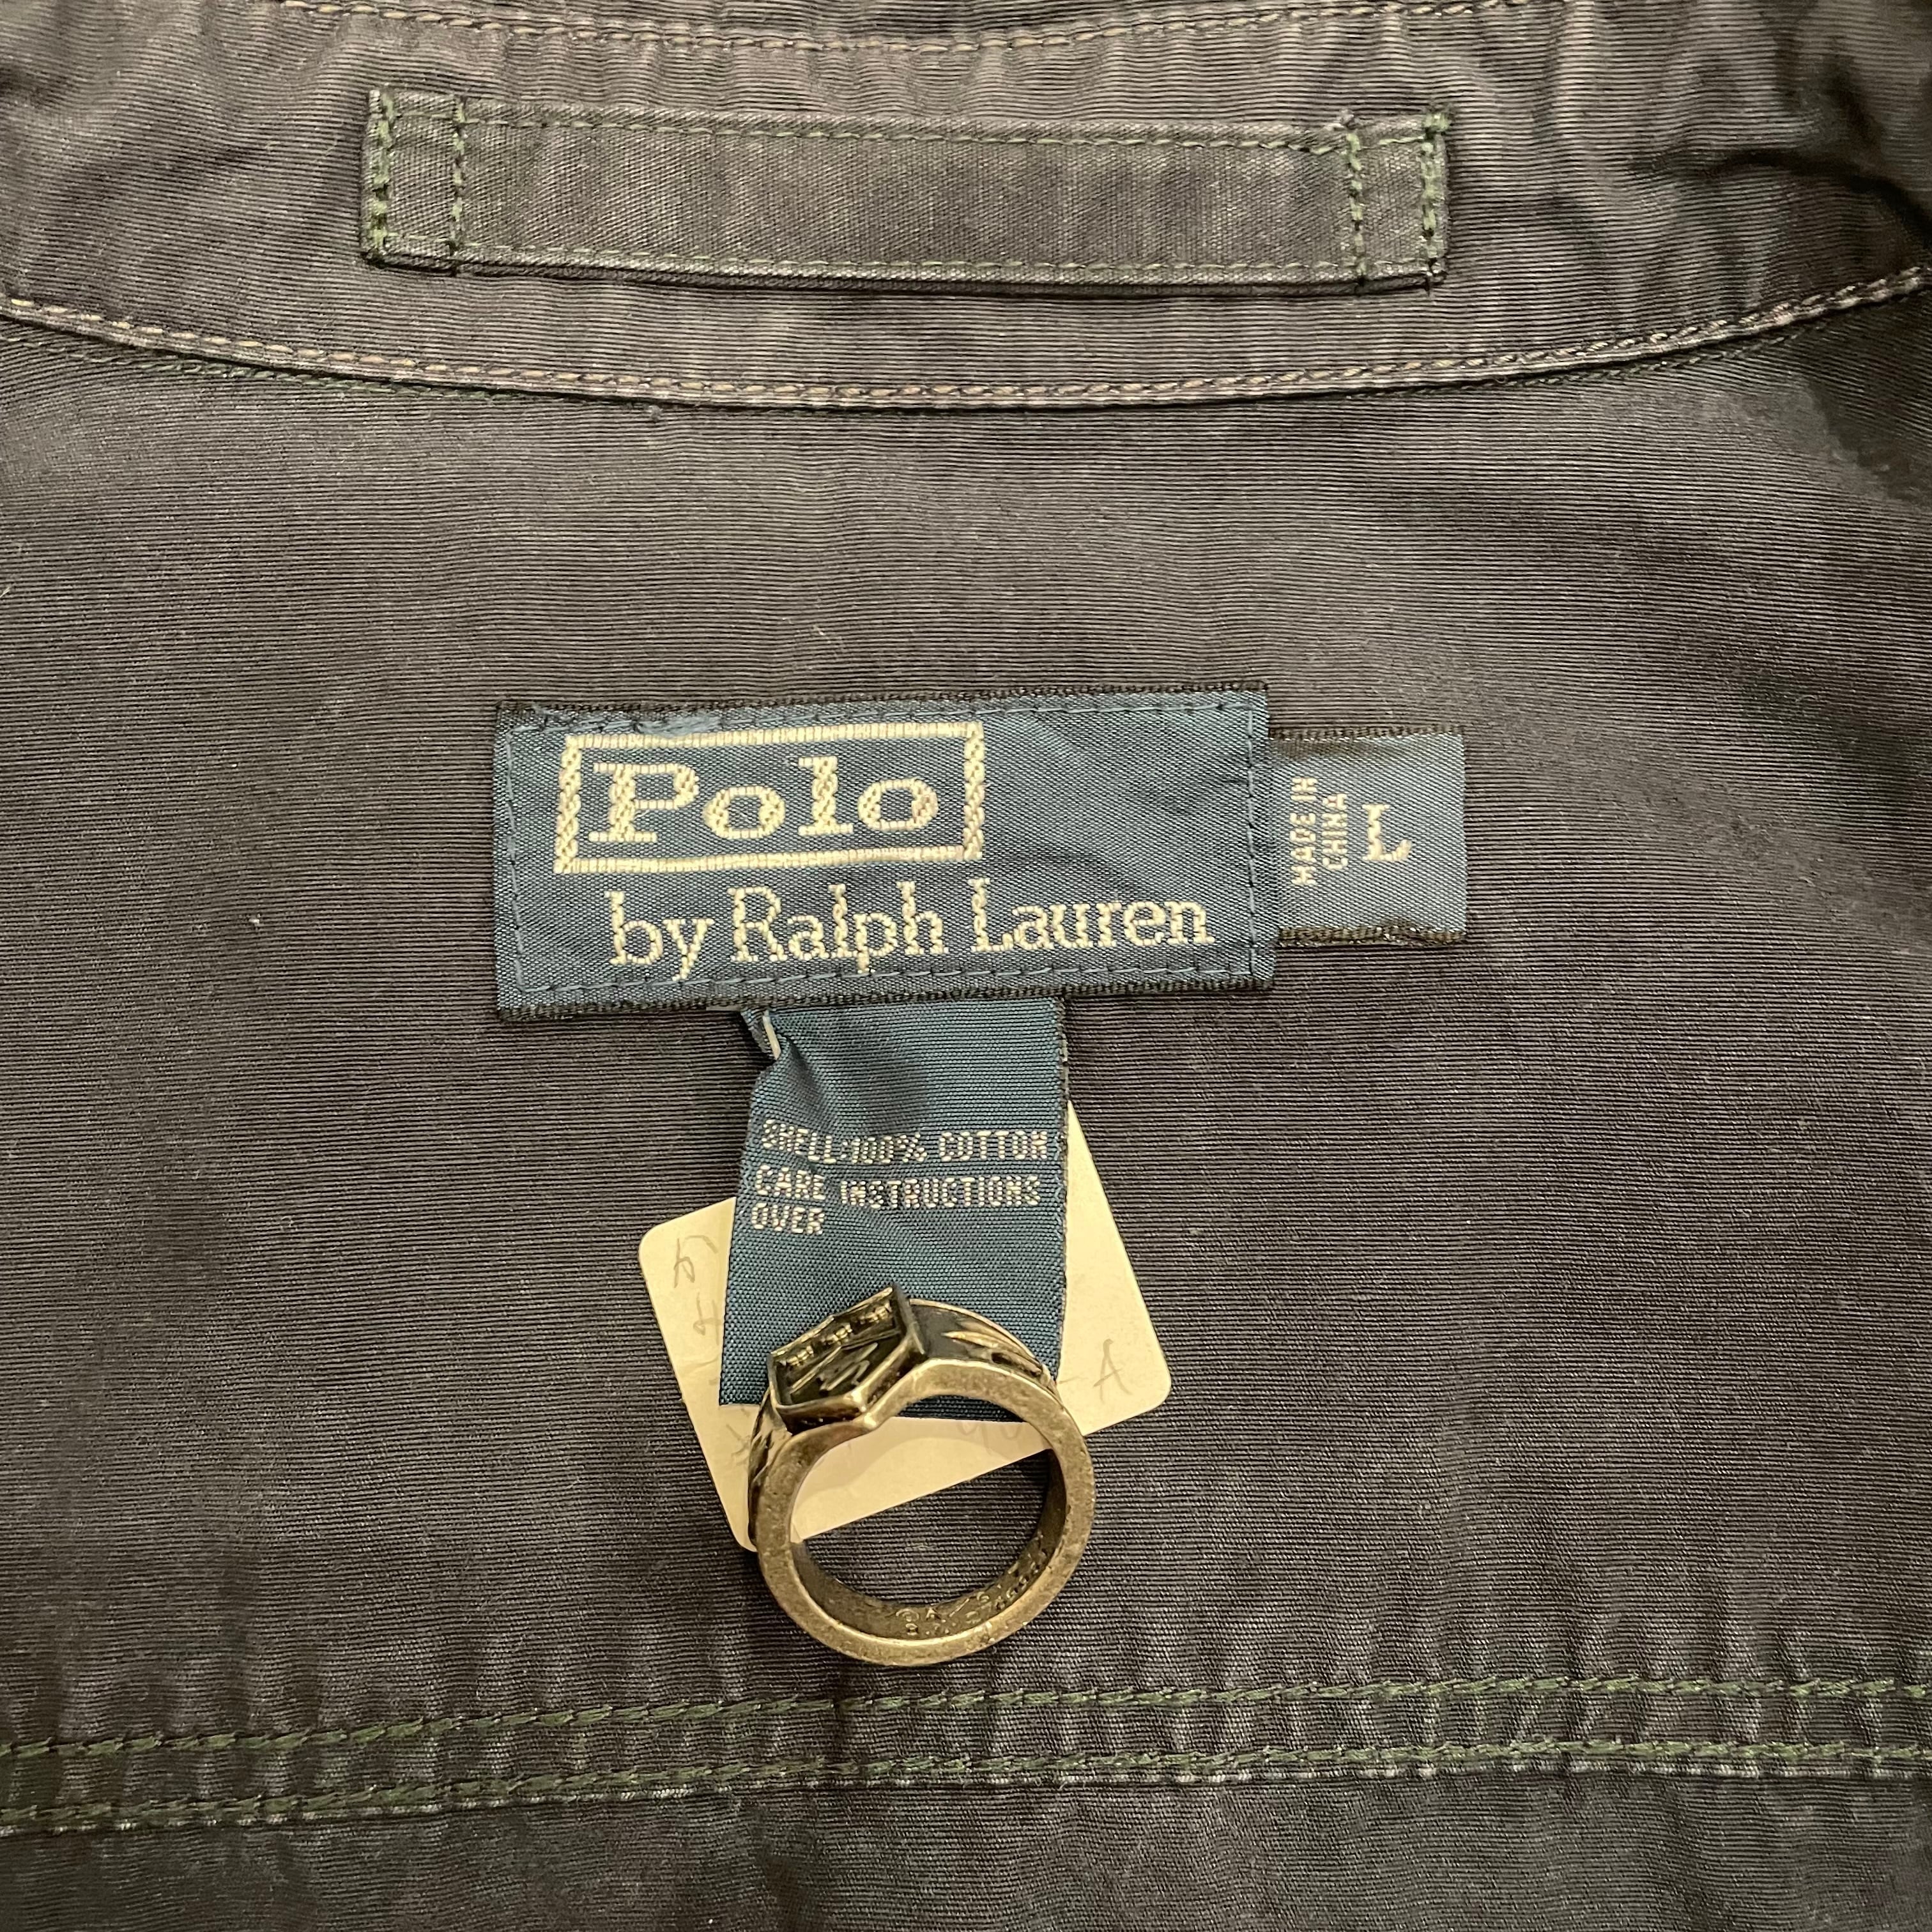 Polo
by Ralph Lauren
MADE IN
CHINA
L
SHELL:100% COTTON
CARE INSTRUCTIONS
OVER
A